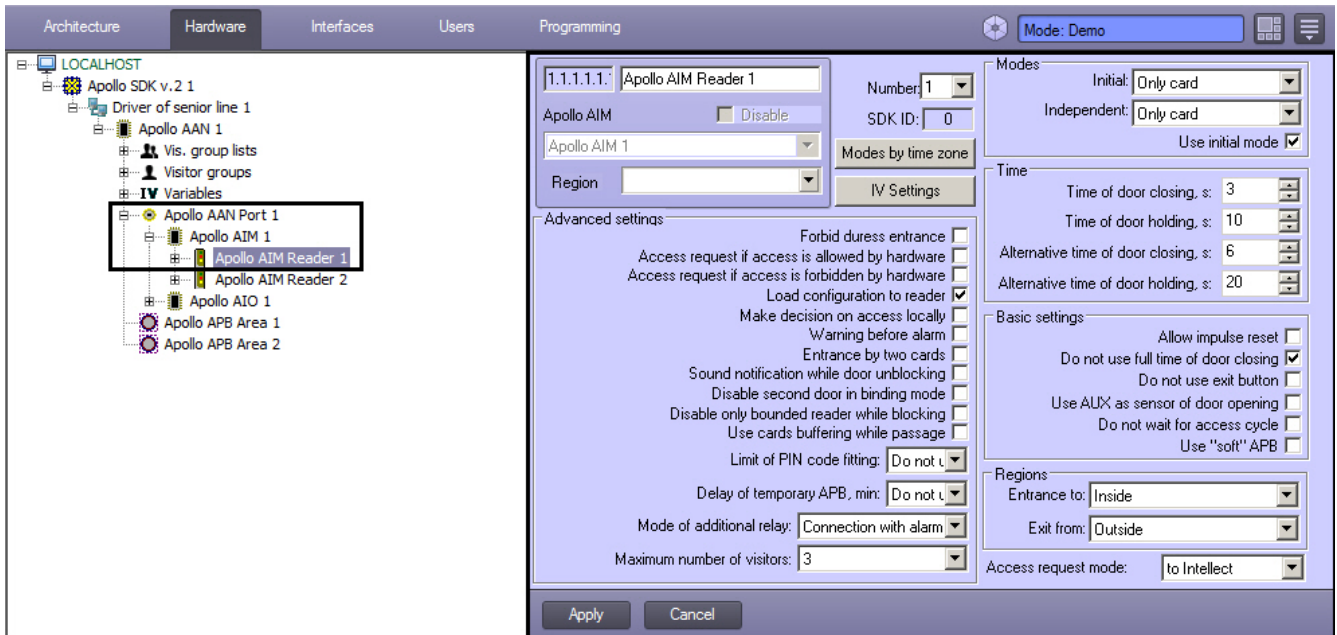 Architecture Hardware Interfaces Users Programming Mode: Demo
LOCALHOST
Apollo SDK v.2 1
Driver of senior line 1
Apollo AAN 1
Vis. group lists
Visitor groups
IV Variables
Apollo AAN Port 1
Apollo AIM 1
Apollo AIM Reader 1
Apollo AIM Reader 2
Apollo AIO 1
Apollo APB Area 1
Apollo APB Area 2
1.1.1.1. Apollo AIM Reader 1
Apollo AIM Disable
Apollo AIM 1
Region
Number: 1
SDK ID: 0
Modes by time zone
IV Settings
Advanced settings
Forbid duress entrance
Access request if access is allowed by hardware
Access request if access is forbidden by hardware
Load configuration to reader
Make decision on access locally
Warning before alarm
Entrance by two cards
Sound notification while door unblocking
Disable second door in binding mode
Disable only bounded reader while blocking
Use cards buffering while passage
Limit of PIN code fitting: Do not
Delay of temporary APB, min: Do not
Mode of additional relay: Connection with alarm
Maximum number of visitors: 3
Modes
Initial: Only card
Independent: Only card
Use initial mode
Time
Time of door closing, s: 3
Time of door holding, s: 10
Alternative time of door closing, s: 6
Alternative time of door holding, s: 20
Basic settings
Allow impulse reset
Do not use full time of door closing
Do not use exit button
Use AUX as sensor of door opening
Do not wait for access cycle
Use "soft" APB
Regions
Entrance to: Inside
Exit from: Outside
Access request mode: to Intellect
Apply Cancel